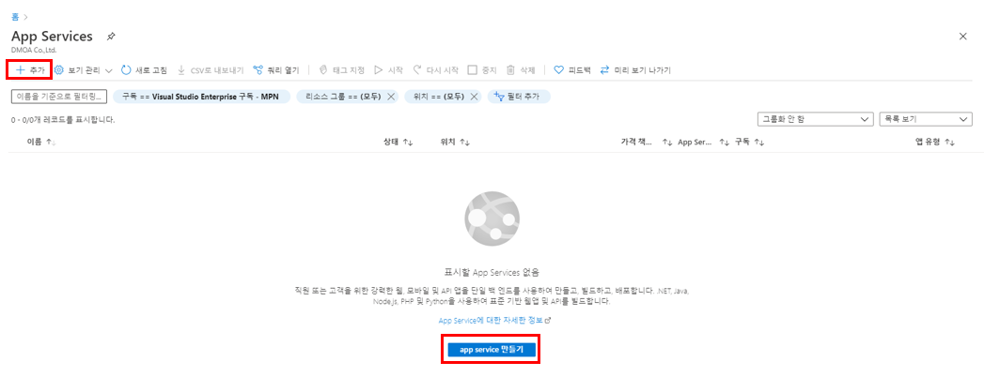 홈 >
App Services
DMOA Co.,Ltd.
+ 추가 보기 관리 새로 고침 CSV로 내보내기 쿼리 열기 태그 지정 시작 다시 시작 중지 삭제 피드백 미리 보기 나가기
이름을 기준으로 필터링... 구독 == Visual Studio Enterprise 구독 - MPN 리소스 그룹 == (모두) 위치 == (모두) 필터 추가
0 - 0/0개 레코드를 표시합니다. 그룹화 안 함 목록 보기
이름 상태 위치 가격 책... App Ser... 구독 앱 유형
표시할 App Services 없음
직원 또는 고객을 위한 강력한 웹, 모바일 및 API 앱을 단일 백 엔드를 사용하여 만들고, 빌드하고, 배포합니다. .NET, Java,
Node.js, PHP 및 Python을 사용하여 표준 기반 웹앱 및 API를 빌드합니다.
App Service에 대한 자세한 정보
app service 만들기